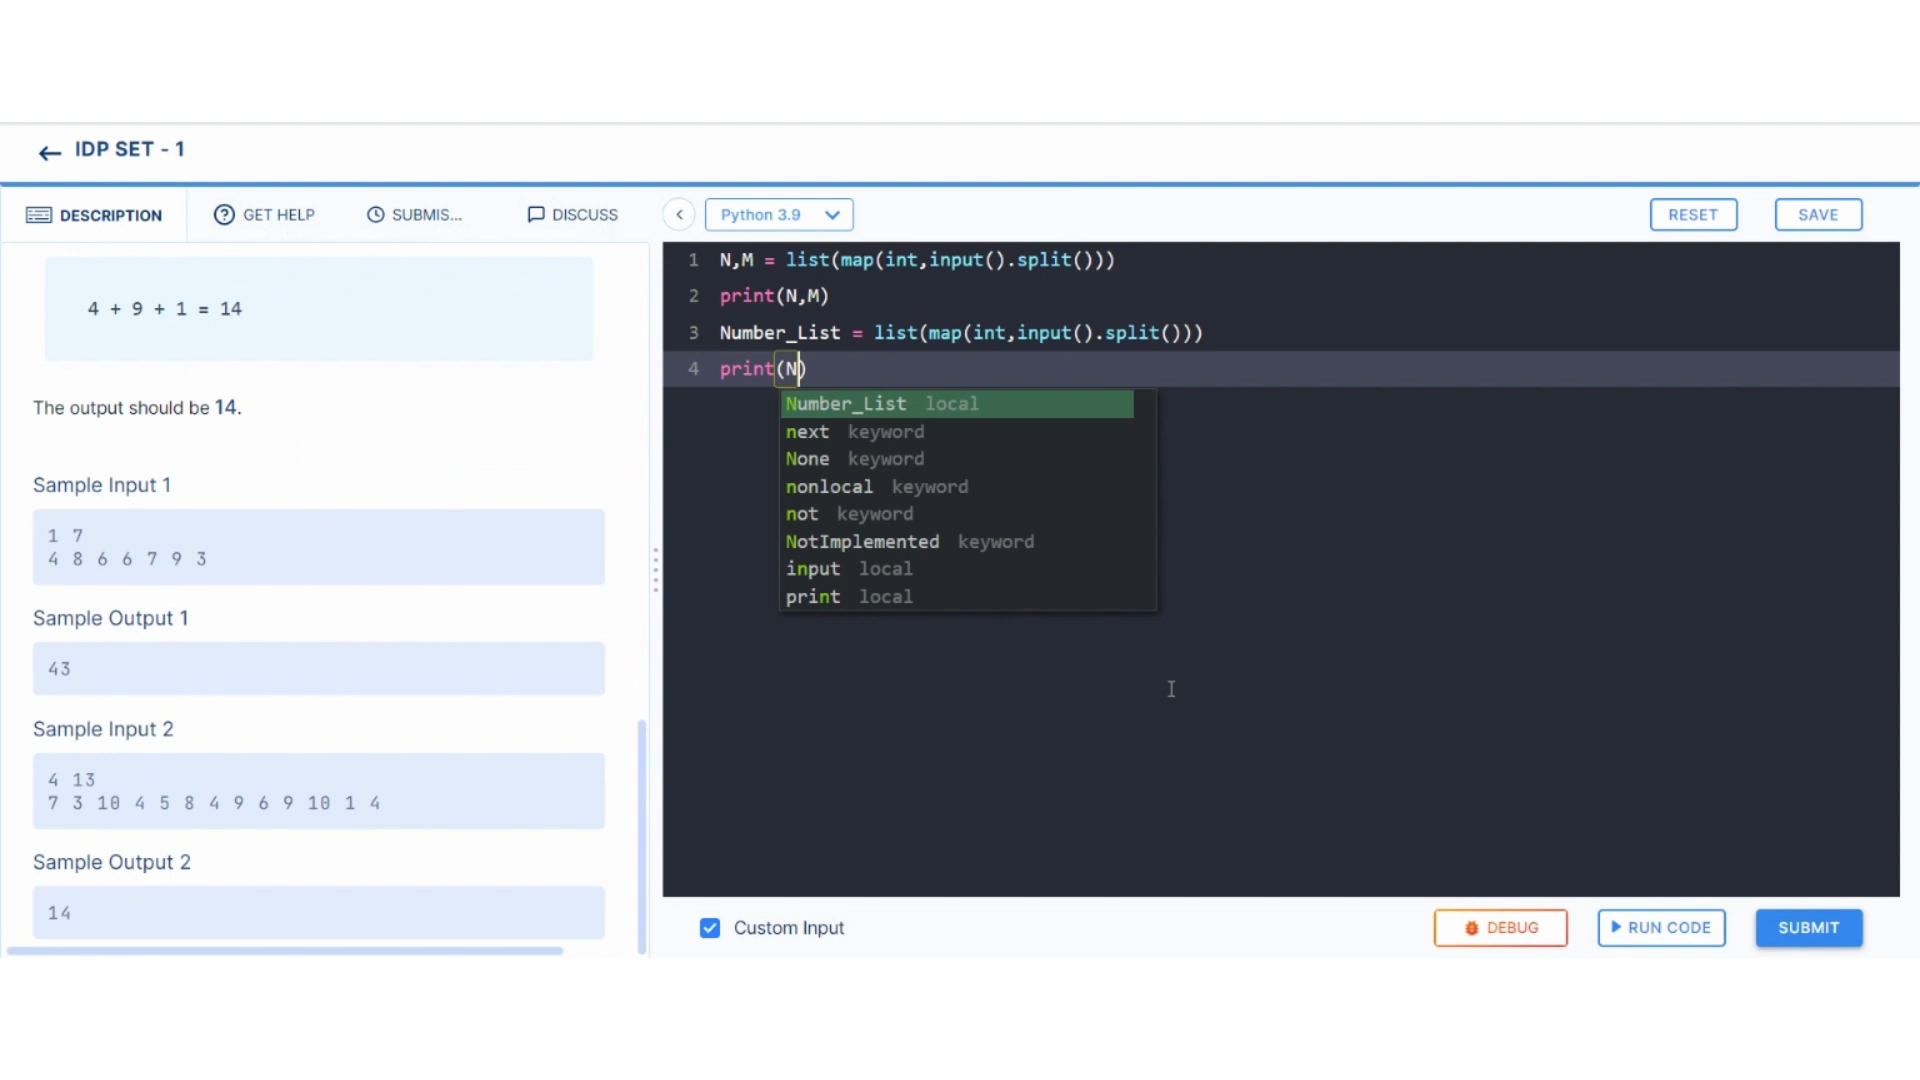 IDP SET - 1
DESCRIPTION
GET HELP
SUBMIS...
DISCUSS
Python 3.9
RESET
SAVE
4 + 9 + 1 = 14
The output should be 14.
Sample Input 1
1 7
4 8 6 6 7 9 3
Sample Output 1
43
Sample Input 2
4 13
7 3 10 4 5 8 4 9 6 9 10 1 4
Sample Output 2
14
1 N,M = list(map(int,input().split()))
2 print(N,M)
3 Number_List = list(map(int,input().split()))
4 print(N)
Number_List local
next keyword
None keyword
nonlocal keyword
not keyword
NotImplemented keyword
input local
print local
Custom Input
DEBUG
RUN CODE
SUBMIT